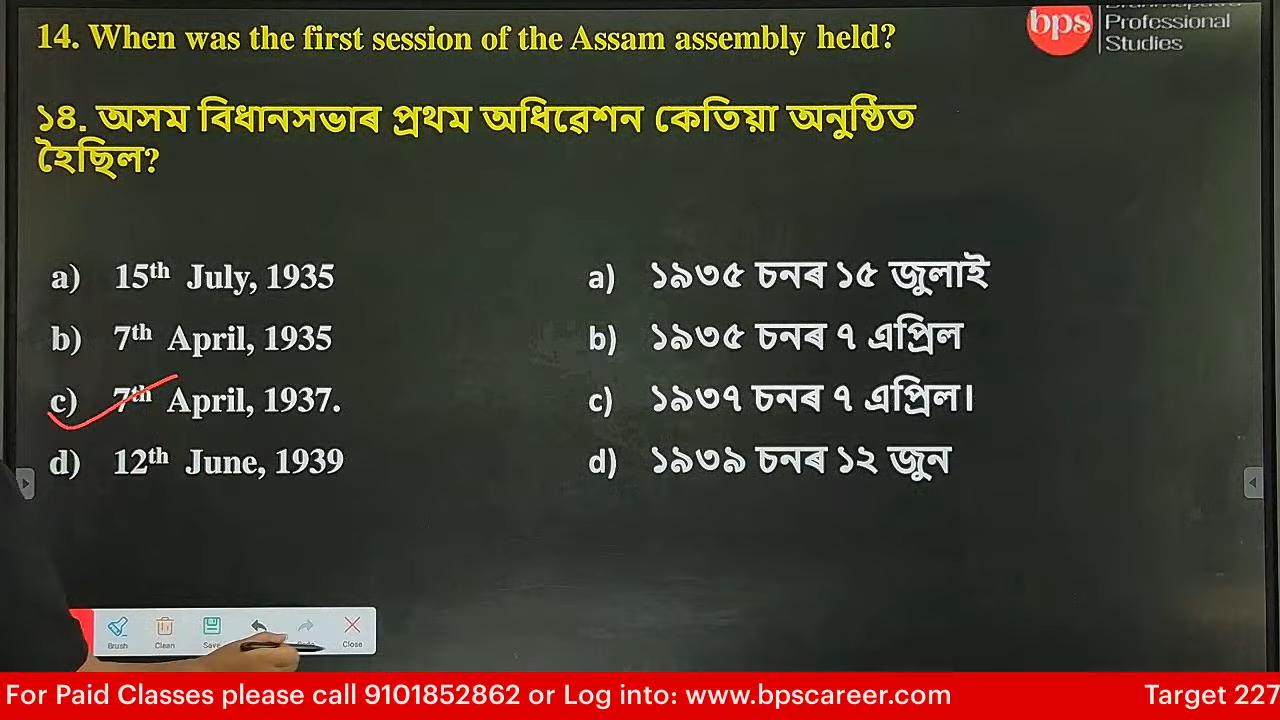 14. When was the first session of the Assam assembly held?
bps
Professional
Studies
১৪. অসম বিধানসভাৰ প্ৰথম অধিৱেশন কেতিয়া অনুষ্ঠিত
হৈছিল?
a) 15th July, 1935
b) 7th April, 1935
c) 7th April, 1937.
d) 12th June, 1939
a) ১৯৩৫ চনৰ ১৫ জুলাই
b) ১৯৩৫ চনৰ ৭ এপ্ৰিল
c) ১৯৩৭ চনৰ ৭ এপ্ৰিল।
d) ১৯৩৯ চনৰ ১২ জুন
Brush Clean Save Close
For Paid Classes please call 9101852862 or Log into: www.bpscareer.com Target 227